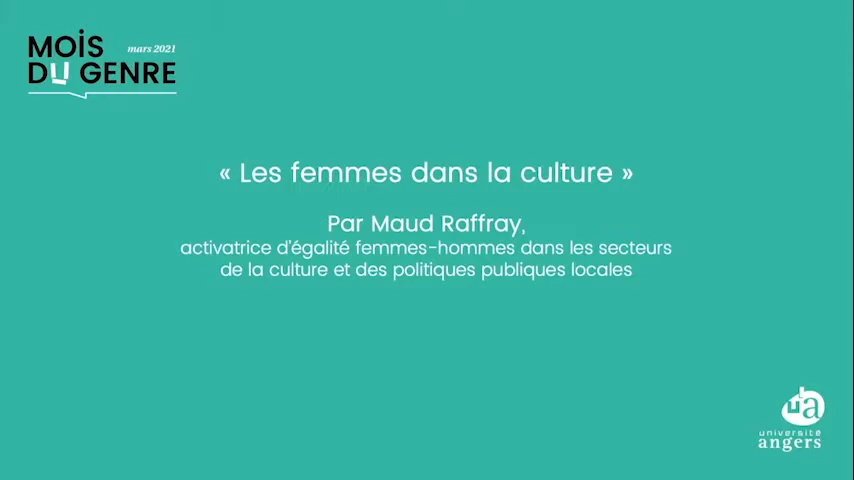 MOIS
mars 2021
DU GENRE
« Les femmes dans la culture »
Par Maud Raffray,
activatrice d'égalité femmes-hommes dans les secteurs
de la culture et des politiques publiques locales
ua
université
angers